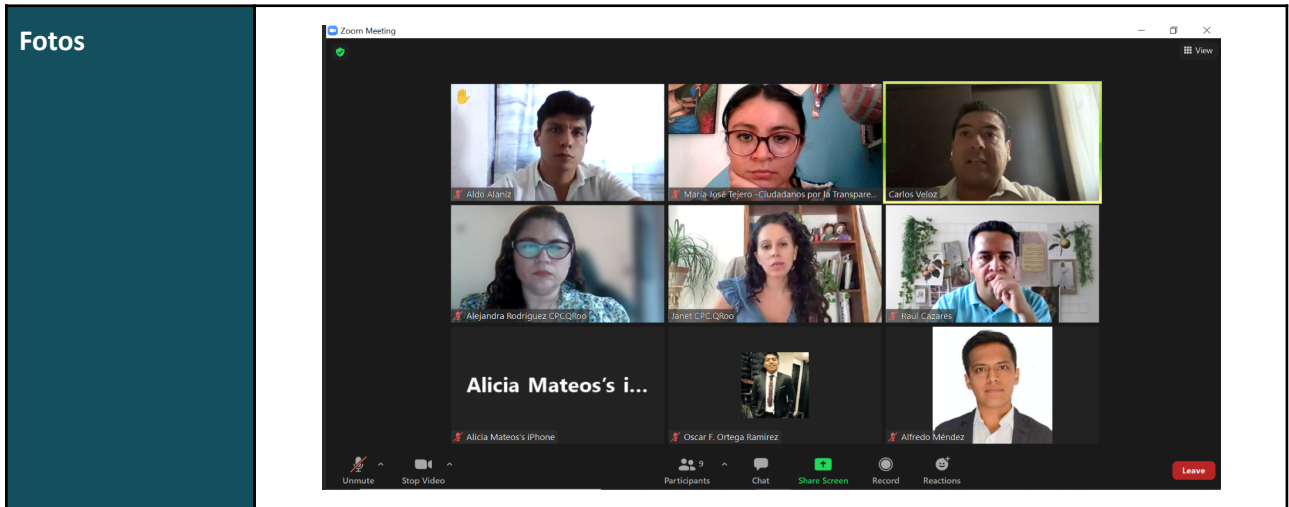 Fotos
Zoom Meeting
View
Aldo Alaniz
María José Tejero -Ciudadanos por la Transpare...
Carlos Veloz
Alejandra Rodriguez CPCQRoo
Janet CPC.QRoo
Raúl Cázares
Alicia Mateos's i...
Alicia Mateos's iPhone
Oscar F. Ortega Ramirez
Alfredo Méndez
9
Unmute
Stop Video
Participants
Chat
Share Screen
Record
Reactions
Leave